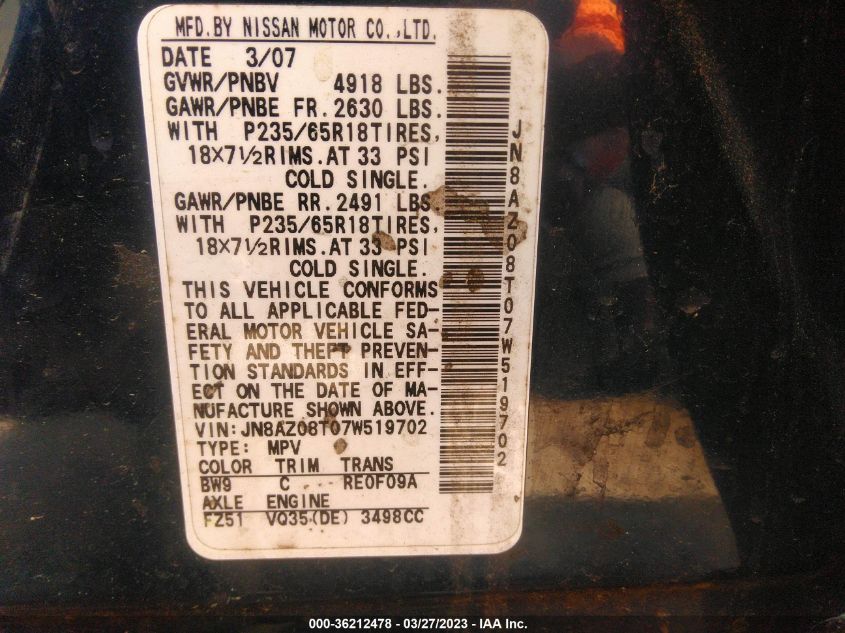 MFD.BY NISSAN MOTOR CO.,LTD.
DATE 3/07
GVWR/PNBV 4918 LBS.
GAWR/PNBE FR.2630 LBS.
WITH P235/65R18TIRES,
18X7½RIMS.AT 33 PSI
COLD SINGLE.
GAWR/PNBE RR.2491 LBS
WITH P235/65R18TIRES,
18X7½RIMS.AT 33 PSI
COLD SINGLE.
THIS VEHICLE CONFORMS
TO ALL APPLICABLE FED-
ERAL MOTOR VEHICLE SA-
FETY AND THEFT PREVEN-
TION STANDARDS IN EFF-
ECT ON THE DATE OF MA-
NUFACTURE SHOWN ABOVE.
VIN:JN8AZ08T07W519702
TYPE: MPV
COLOR TRIM TRANS
BW9 C RE0F09A
AXLE ENGINE
FZ51 VQ35(DE) 3498CC
JN8AZ08T07W519702
000-36212478 - 03/27/2023 - IAA Inc.